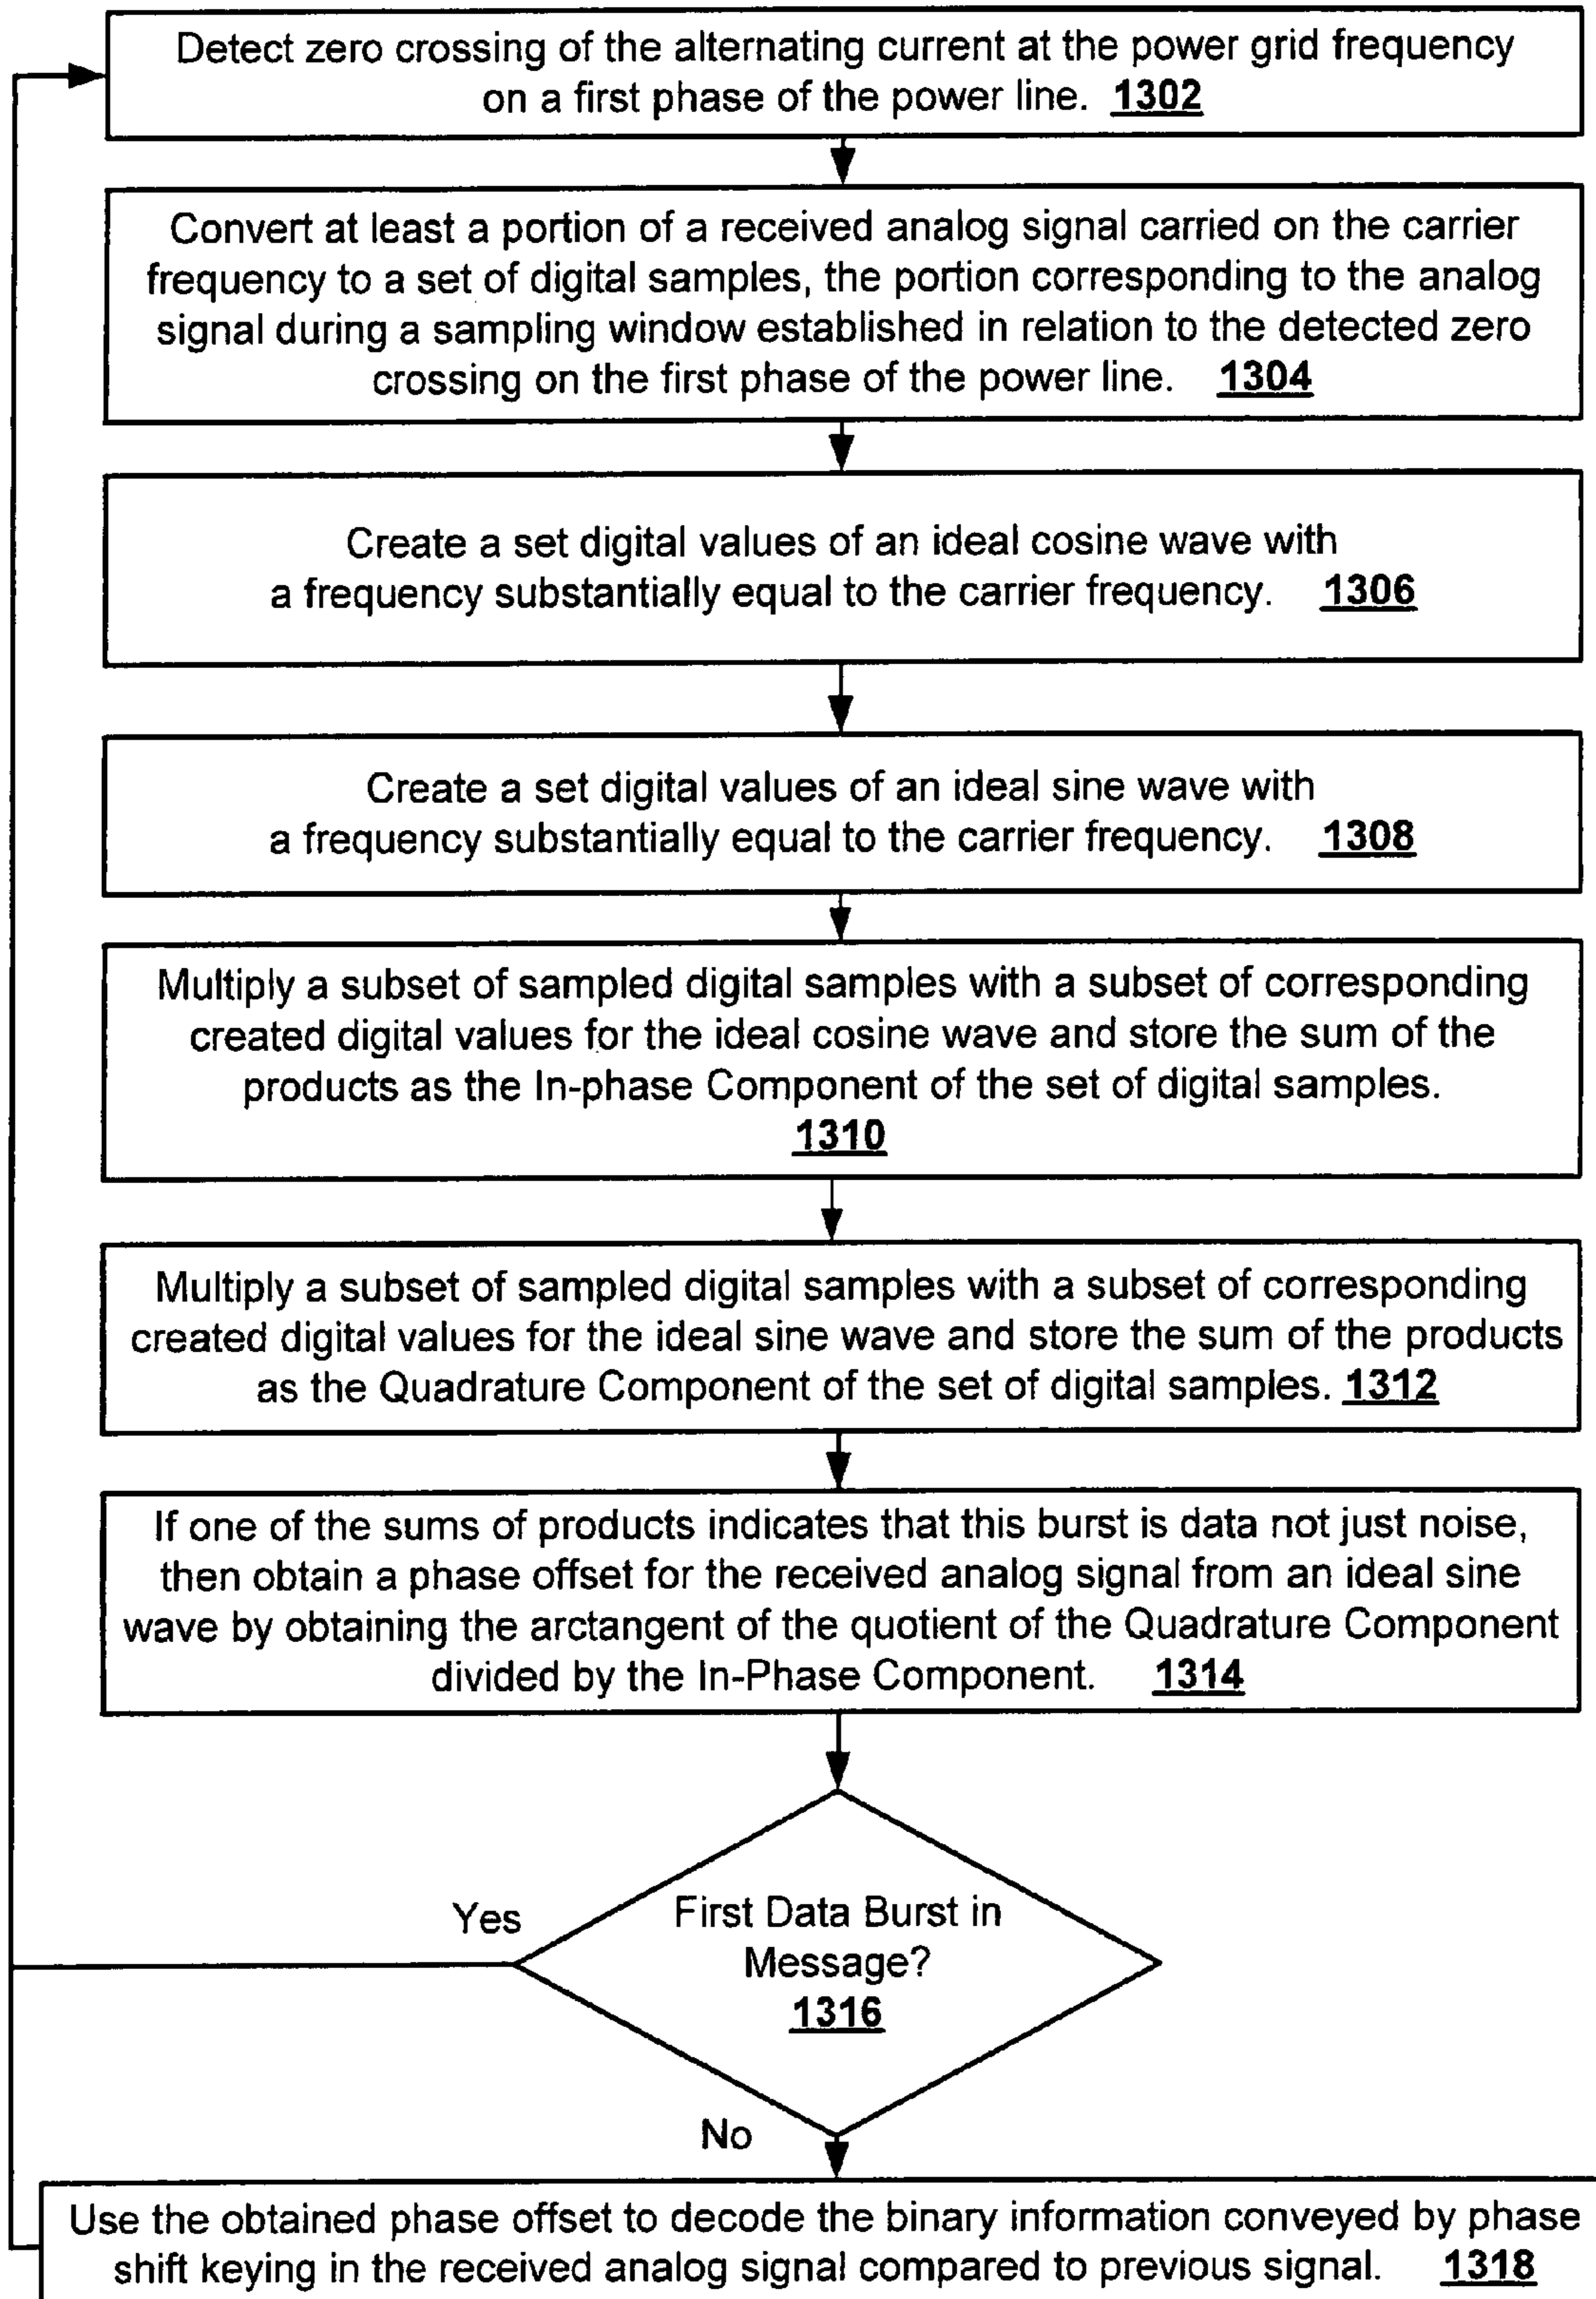 Detect zero crossing of the alternating current at the power grid frequency
on a first phase of the power line. 1302
Convert at least a portion of a received analog signal carried on the carrier
frequency to a set of digital samples, the portion corresponding to the analog
signal during a sampling window established in relation to the detected zero
crossing on the first phase of the power line. 1304
Create a set digital values of an ideal cosine wave with
a frequency substantially equal to the carrier frequency. 1306
Create a set digital values of an ideal sine wave with
a frequency substantially equal to the carrier frequency. 1308
Multiply a subset of sampled digital samples with a subset of corresponding
created digital values for the ideal cosine wave and store the sum of the
products as the In-phase Component of the set of digital samples.
1310
Multiply a subset of sampled digital samples with a subset of corresponding
created digital values for the ideal sine wave and store the sum of the products
as the Quadrature Component of the set of digital samples. 1312
If one of the sums of products indicates that this burst is data not just noise,
then obtain a phase offset for the received analog signal from an ideal sine
wave by obtaining the arctangent of the quotient of the Quadrature Component
divided by the In-Phase Component. 1314
Yes
First Data Burst in
Message?
1316
No
Use the obtained phase offset to decode the binary information conveyed by phase
shift keying in the received analog signal compared to previous signal. 1318